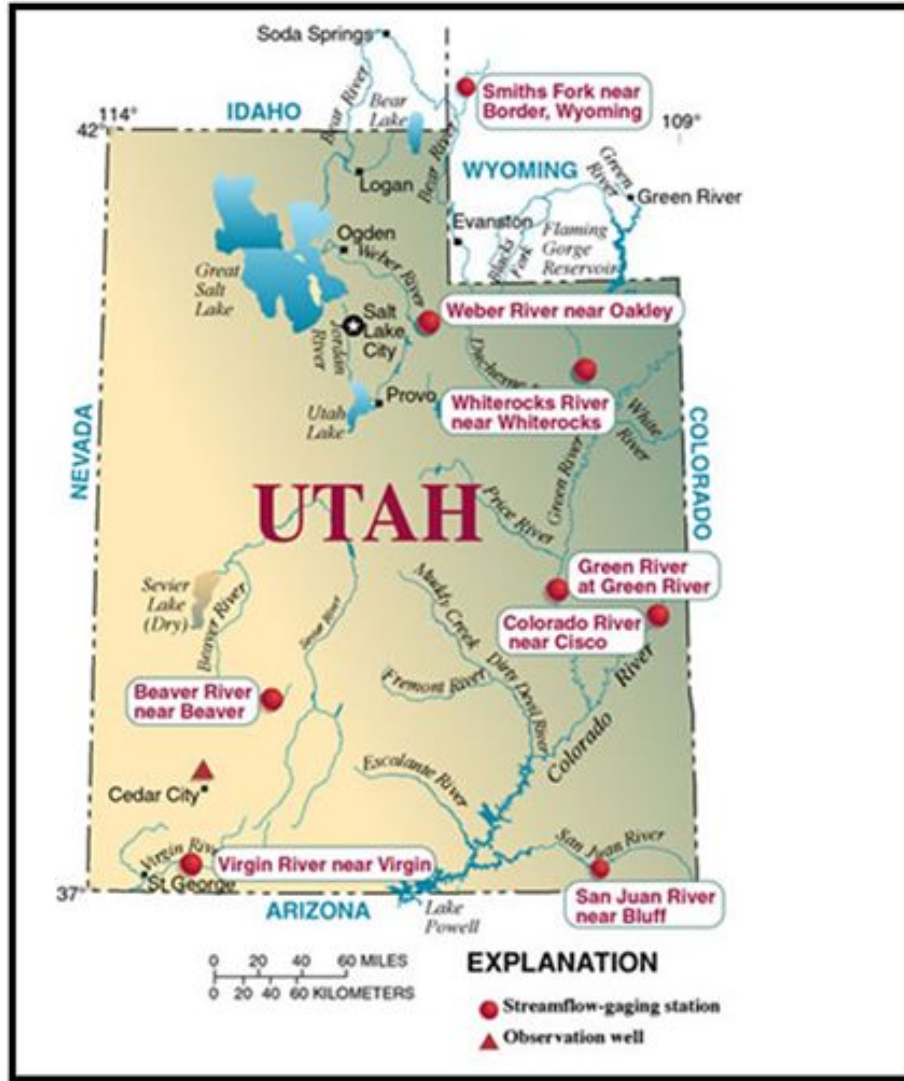 Soda Springs
Smiths Fork near
Border, Wyoming
Bear River
Bear
Lake
IDAHO
114°
42°
109°
Bear River
WYOMING
Green
River
Green River
Logan
Evanston
Blacks
Fork
Flaming
Gorge
Reservoir
Ogden
Weber River
Great
Salt
Lake
Salt
Lake
City
Jordan
River
Weber River near Oakley
Duchesne
Provo
Utah
Lake
Whiterocks River
near Whiterocks
White
River
NEVADA
COLORADO
UTAH
Green River
Price River
Green River
at Green River
Sevier
Lake
(Dry)
Beaver River
Sevier River
Muddy Creek
Colorado River
near Cisco
Fremont River
Dirty Devil River
Colorado
River
Beaver River
near Beaver
Escalante River
Cedar City
Virgin River
Virgin River near Virgin
St George
San Juan River
San Juan River
near Bluff
37°
ARIZONA
Lake
Powell
0 20 40 60 MILES
0 20 40 60 KILOMETERS
EXPLANATION
Streamflow-gaging station
Observation well